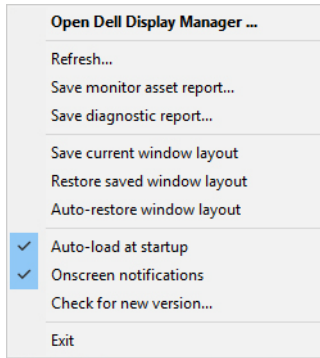 Open Dell Display Manager ...
Refresh...
Save monitor asset report...
Save diagnostic report...
Save current window layout
Restore saved window layout
Auto-restore window layout
Auto-load at startup
Onscreen notifications
Check for new version...
Exit